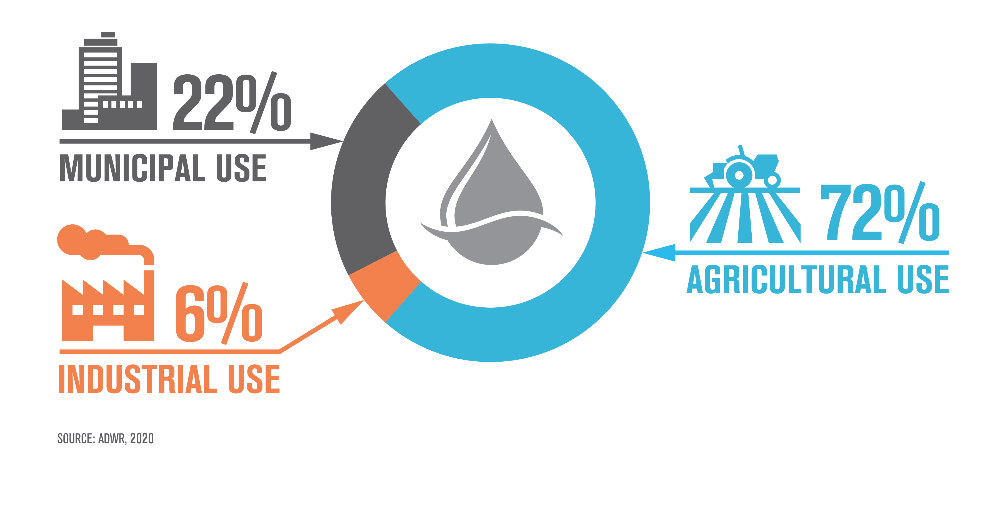 22%
MUNICIPAL USE
6%
INDUSTRIAL USE
72%
AGRICULTURAL USE
SOURCE: ADWR, 2020